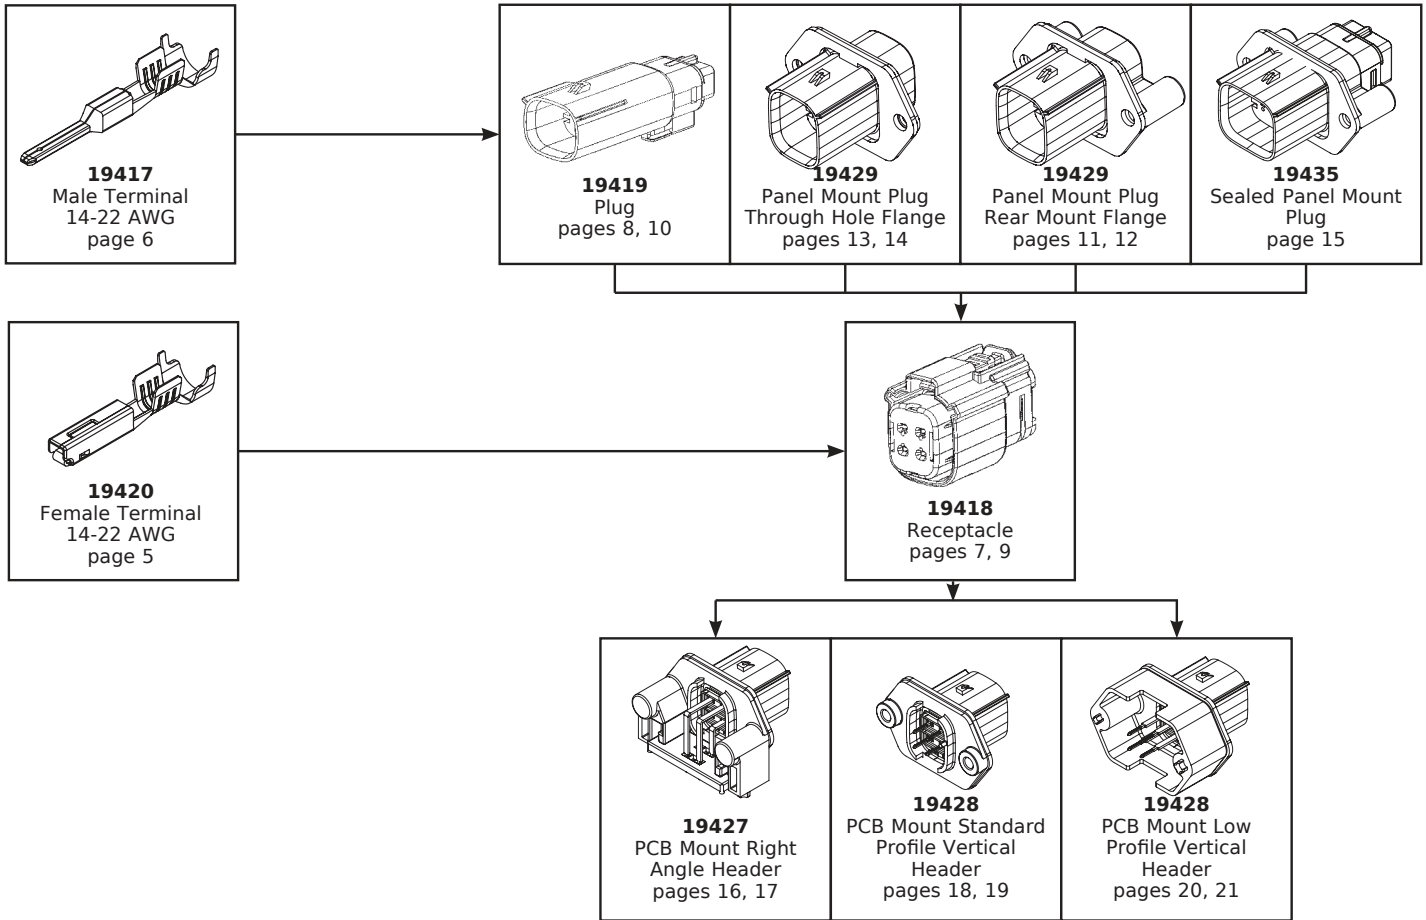 19417
Male Terminal
14-22 AWG
page 6
19419
Plug
pages 8, 10
19429
Panel Mount Plug
Through Hole Flange
pages 13, 14
19429
Panel Mount Plug
Rear Mount Flange
pages 11, 12
19435
Sealed Panel Mount
Plug
page 15
19420
Female Terminal
14-22 AWG
page 5
19418
Receptacle
pages 7, 9
19427
PCB Mount Right
Angle Header
pages 16, 17
19428
PCB Mount Standard
Profile Vertical
Header
pages 18, 19
19428
PCB Mount Low
Profile Vertical
Header
pages 20, 21